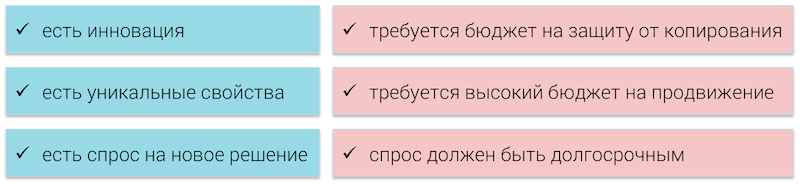 ✓ есть инновация
✓ требуется бюджет на защиту от копирования
✓ есть уникальные свойства
✓ требуется высокий бюджет на продвижение
✓ есть спрос на новое решение
✓ спрос должен быть долгосрочным